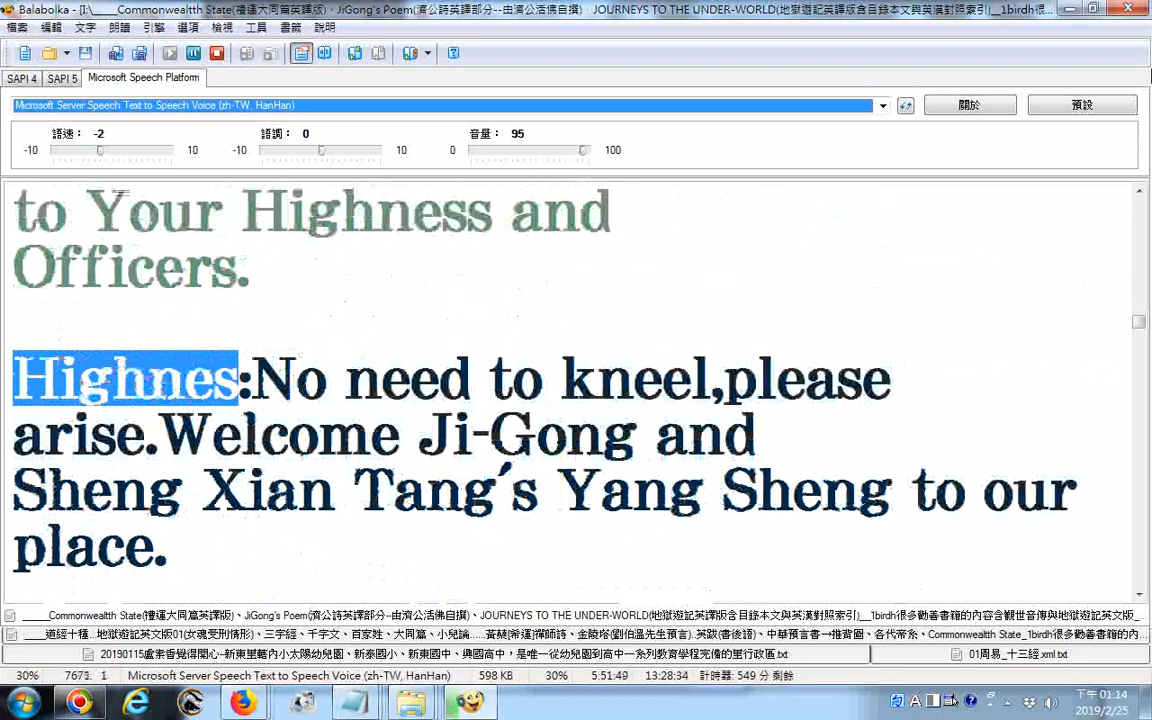 Balabolka - [I:\_____Commonwealtth State(禮運大同篇英譯版)、JiGong's Poem(濟公詩英譯部分--由濟公活佛自撰)、JOURNEYS TO THE UNDER-WORLD(地獄遊記英譯版含目錄本文與英漢對照索引)__1birdh很...
檔案 編輯 文字 朗讀 引擎 選項 檢視 工具 書籤 說明
SAPI 4 SAPI 5 Microsoft Speech Platform
Microsoft Server Speech Text to Speech Voice (zh-TW, HanHan) 關於 預設
語速： -2 語調： 0 音量： 95
-10 10 -10 10 0 100
to Your Highness and
Officers.
Highnes:No need to kneel,please
arise.Welcome Ji-Gong and
Sheng Xian Tang's Yang Sheng to our
place.
_____Commonwealth State(禮運大同篇英譯版)、JiGong's Poem(濟公詩英譯部分--由濟公活佛自撰)、JOURNEYS TO THE UNDER-WORLD(地獄遊記英譯版含目錄本文與英漢對照索引)__1birdh很多勸善書籍的內容含觀世音傳與地獄遊記英文版_
道經十種...地獄遊記英文版01(女魂受刑情形)、三字經、千字文、百家姓、大同篇、小兒論.....黃蘗[希運]禪師詩、金陵塔(劉伯溫先生預言).英歎(書後語)、中華預言書一推背圖、各代帝系、Commonwealth State_1birdh很多勸善書籍的內...
20190115盧素香覺得開心--新東里轄內小太陽幼兒園、新泰國小、新東國中、興國高中，是唯一從幼兒園到高中一系列教育學程完備的里行政區.txt 01周易_十三經.xml.txt
30% 7671: 1 Microsoft Server Speech Text to Speech Voice (zh-TW, HanHan) 598 KB 30% 5:51:49 13:28:34 計時器: 549 分 剩餘
下午 01:14
2019/2/25